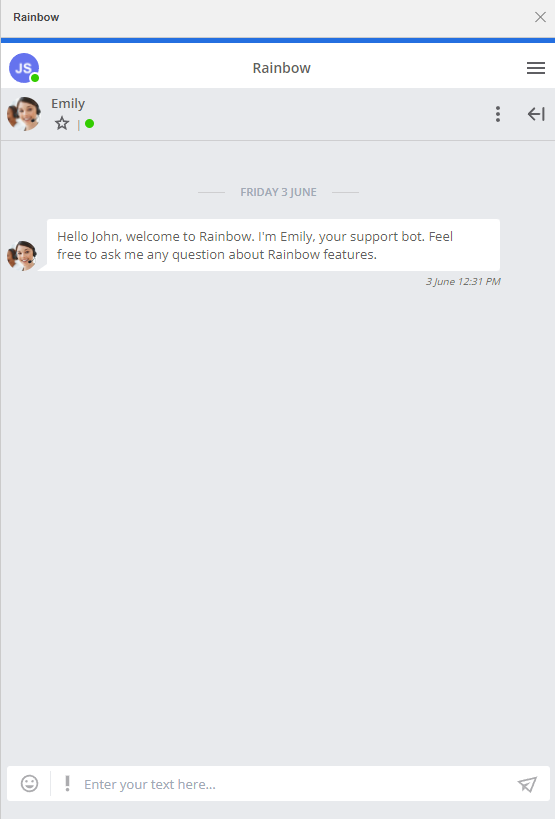 Rainbow
JS
Rainbow
Emily
FRIDAY 3 JUNE
Hello John, welcome to Rainbow. I'm Emily, your support bot. Feel
free to ask me any question about Rainbow features.
3 June 12:31 PM
Enter your text here...